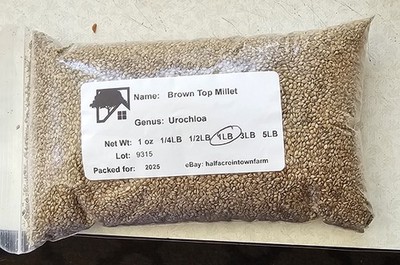 Name: Brown Top Millet
Genus: Urochloa
Net Wt: 1 oz 1/4LB 1/2LB 1LB 3LB 5LB
Lot: 9315
Packed for: 2025 eBay: halfacreintownfarm